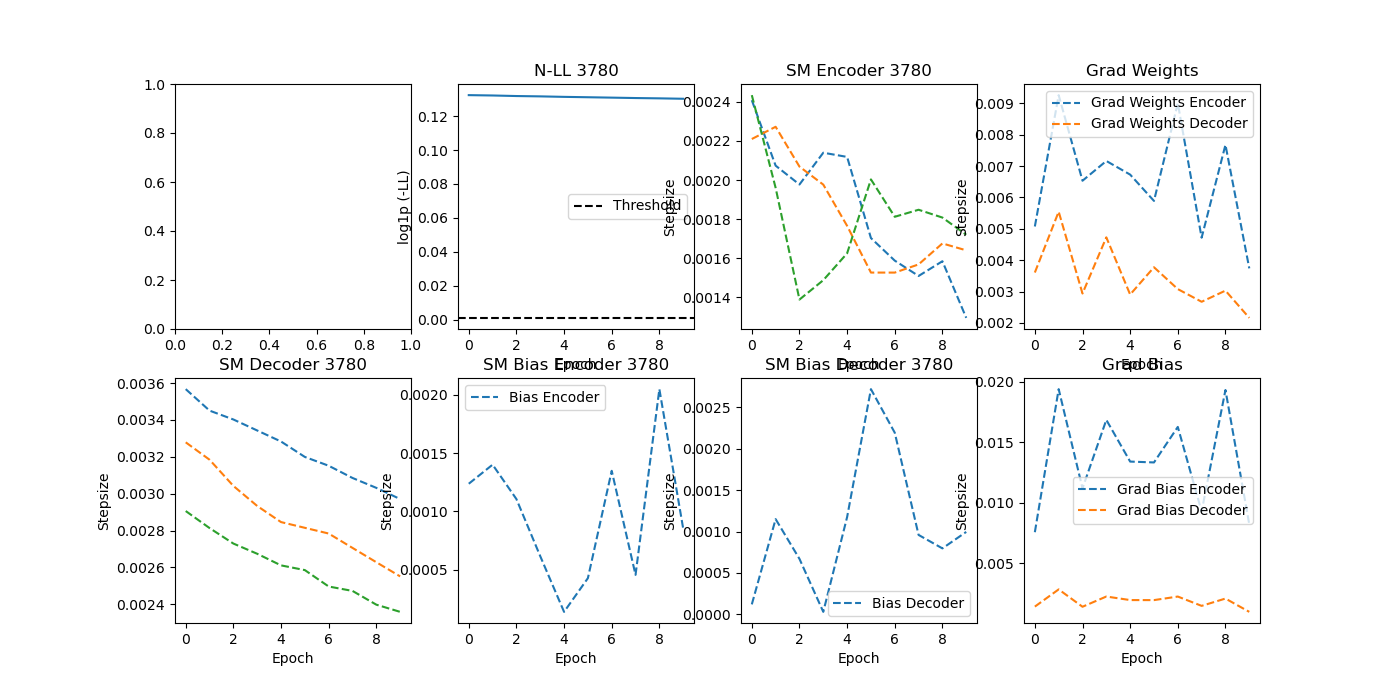 1.0
0.8
0.6
0.4
0.2
0.0
0.0 0.2 0.4 0.6 0.8 1.0
N-LL 3780
log1p (-LL)
0.12
0.10
0.08
0.06
0.04
0.02
0.00
Threshold
0 2 4 6 8
Epoch
SM Encoder 3780
Stepsize
0.0024
0.0022
0.0020
0.0018
0.0016
0.0014
0 2 4 6 8
Epoch
Grad Weights
Stepsize
0.009
0.008
0.007
0.006
0.005
0.004
0.003
0.002
Grad Weights Encoder
Grad Weights Decoder
0 2 4 6 8
Epoch
SM Decoder 3780
Stepsize
0.0036
0.0034
0.0032
0.0030
0.0028
0.0026
0.0024
0 2 4 6 8
Epoch
SM Bias Encoder 3780
Stepsize
0.0020
0.0015
0.0010
0.0005
Bias Encoder
0 2 4 6 8
Epoch
SM Bias Decoder 3780
Stepsize
0.0025
0.0020
0.0015
0.0010
0.0005
0.0000
Bias Decoder
0 2 4 6 8
Epoch
Grad Bias
Stepsize
0.020
0.015
0.010
0.005
Grad Bias Encoder
Grad Bias Decoder
0 2 4 6 8
Epoch